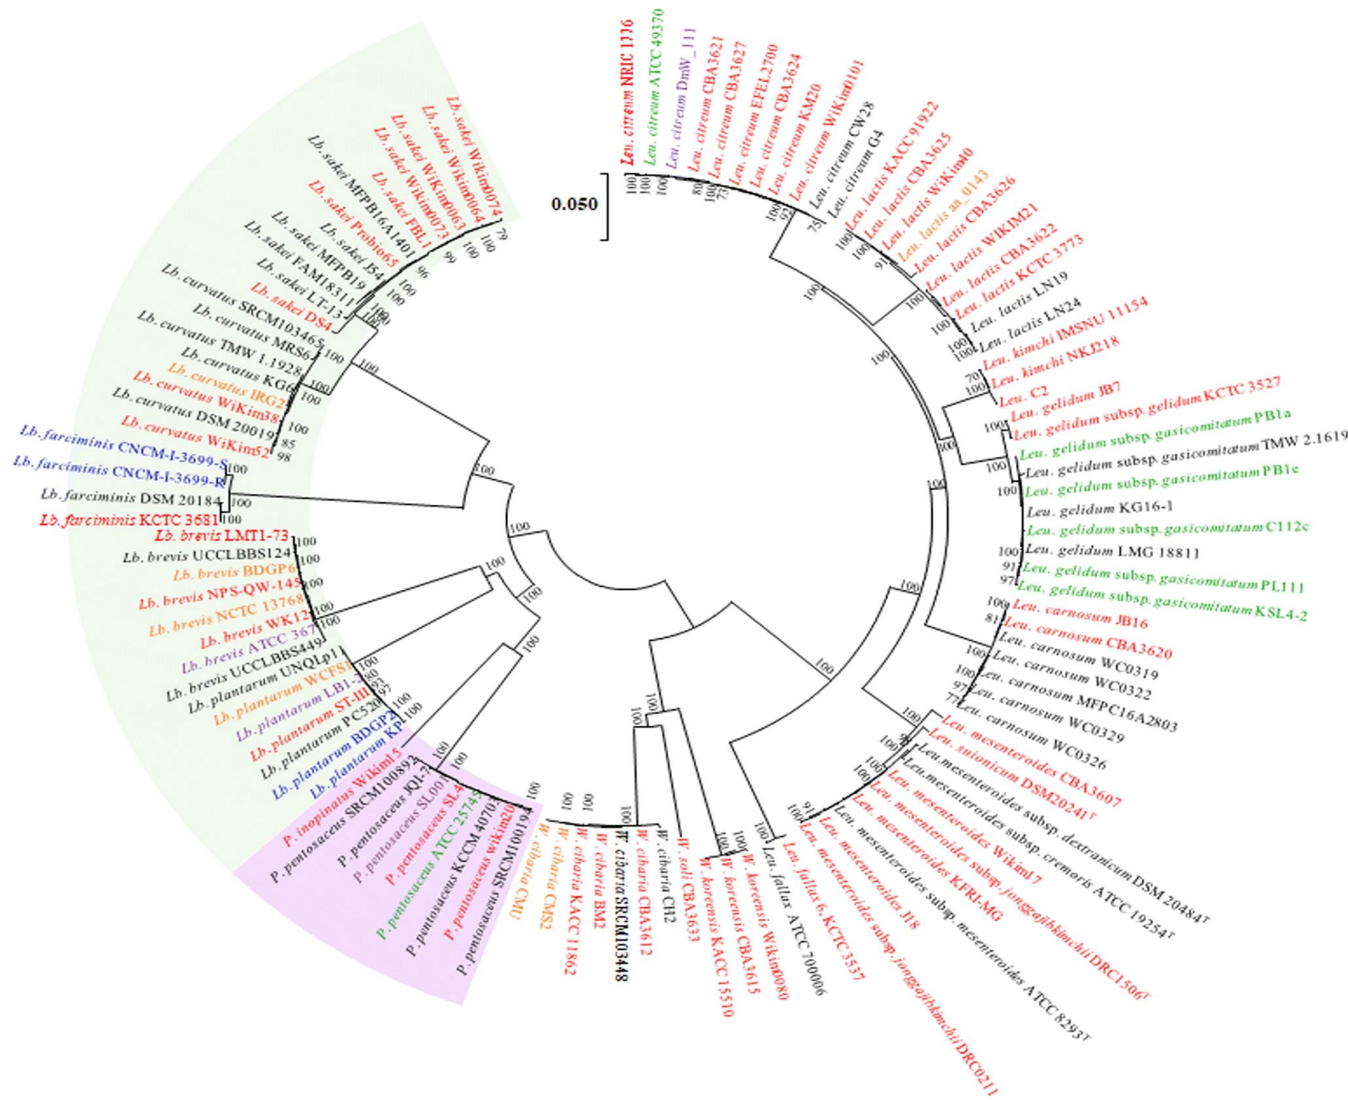 Leu. citreum NRIC 1776
Leu. citreum ATCC 49370
Leu. citreum DmW_111
Leu. citreum CBA3621
Leu. citreum CBA3627
Leu. citreum EFEL2700
Leu. citreum CBA3624
Leu. citreum KM20
Leu. citreum WiKim0101
Leu. citreum CW28
Leu. citreum G4
Leu. lactis KACC 91922
Leu. lactis CBA3625
Leu. lactis WiKim40
Leu. lactis aa_0143
Leu. lactis CBA3626
Leu. lactis WIKIM21
Leu. lactis CBA3622
Leu. lactis KCTC 3773
Leu. lactis LN19
Leu. lactis LN24
Leu. kimchi IMSNU 11154
Leu. kimchi NKJ218
Leu. C2
Leu. gelidum JB7
Leu. gelidum subsp. gelidum KCTC 3527
Leu. gelidum subsp. gasicomitatum PB1a
Leu. gelidum subsp. gasicomitatum TMW 2.1619
Leu. gelidum subsp. gasicomitatum PB1e
Leu. gelidum KG16-1
Leu. gelidum subsp. gasicomitatum C112c
Leu. gelidum LMG 18811
Leu. gelidum subsp. gasicomitatum PL111
Leu. gelidum subsp. gasicomitatum KSL4-2
Leu. carnosum JB16
Leu. carnosum CBA3620
Leu. carnosum WC0319
Leu. carnosum WC0322
Leu. carnosum MFPC16A2803
Leu. carnosum WC0329
Leu. carnosum WC0326
Leu. mesenteroides CBA3607
Leu. suionicum DSM20241T
Leu. mesenteroides subsp. dextranicum DSM 20484T
Leu. mesenteroides subsp. cremoris ATCC 19254T
Leu. mesenteroides Wikim17
Leu. mesenteroides subsp. jonggajibkimchii DRC1506T
Leu. mesenteroides KFRI-MG
Leu. mesenteroides subsp. mesenteroides ATCC 8293T
Leu. mesenteroides J18
Leu. mesenteroides subsp. jonggajibkimchii DRC0211
Leu. fallax 6, KCTC 3537
Leu. fallax ATCC 700006
W. koreensis Wikim0080
W. koreensis CBA3615
W. koreensis KACC 15510
W. soli CBA3633
W. cibaria CH2
W. cibaria CBA3612
W. cibaria SRCM103448
W. cibaria BM2
W. cibaria KACC 11862
W. cibaria CMS2
W. cibaria CMU
P. pentosaceus SRCM100194
P. pentosaceus wikim20
P. pentosaceus KCCM 40703
P. pentosaceus ATCC 25745
P. pentosaceus SL4
P. pentosaceus SL001
P. pentosaceus JQI-7
P. pentosaceus SRCM100892
P. inopinatus Wikim15
Lb. plantarum KP
Lb. plantarum BDGP2
Lb. plantarum PC520
Lb. plantarum ST-III
Lb. plantarum LB1-2
Lb. plantarum WCFS1
Lb. plantarum UNQLp1
Lb. brevis UCCLBBS449
Lb. brevis ATCC 367
Lb. brevis WK12
Lb. brevis NCTC 13768
Lb. brevis NPS-QW-145
Lb. brevis BDGP6
Lb. brevis UCCLBBS124
Lb. brevis LMT1-73
Lb. farciminis KCTC 3681
Lb. farciminis DSM 20184
Lb. farciminis CNCM-I-3699-R
Lb. farciminis CNCM-I-3699-S
Lb. curvatus WiKim52
Lb. curvatus DSM 20019
Lb. curvatus WiKim38
Lb. curvatus IRG2
Lb. curvatus KG6
Lb. curvatus TMW 1.1928
Lb. curvatus MRS6
Lb. curvatus SRCM103465
Lb. sakei DS4
Lb. sakei LT-13
Lb. sakei FAM18311
Lb. sakei MFPB19
Lb. sakei J54
Lb. sakei Probio65
Lb. sakei MFPB16A1401
Lb. sakei FBL1
Lb. sakei Wikim0073
Lb. sakei WiKim0063
Lb. sakei Wikim0064
Lb. sakei Wikim0074
0.050